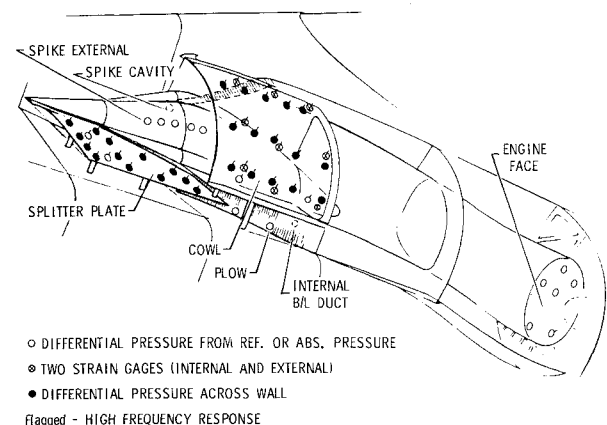 SPIKE EXTERNAL
SPIKE CAVITY
ENGINE
FACE
SPLITTER PLATE
COWL
PLOW
INTERNAL
B/L DUCT
○ DIFFERENTIAL PRESSURE FROM REF. OR ABS. PRESSURE
⊗ TWO STRAIN GAGES (INTERNAL AND EXTERNAL)
● DIFFERENTIAL PRESSURE ACROSS WALL
Flagged - HIGH FREQUENCY RESPONSE